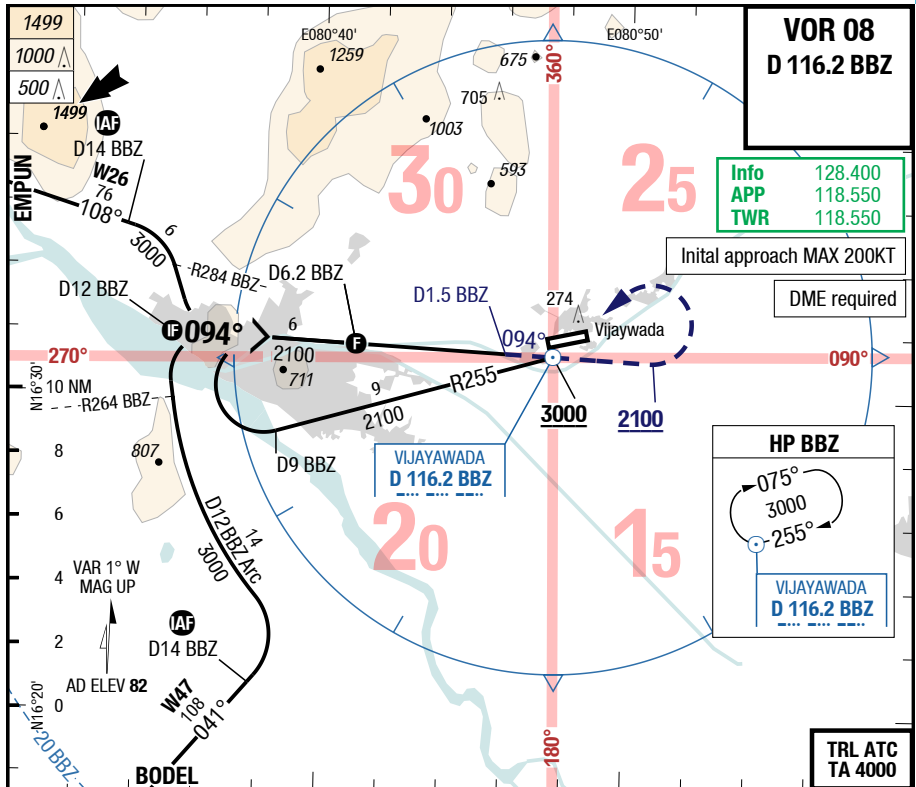 1499
1000
500
VOR 08
D 116.2 BBZ
Info 128.400
APP 118.550
TWR 118.550
Inital approach MAX 200KT
DME required
E080°40'
E080°50'
360°
1259
675
705
1003
593
1499
IAF
D14 BBZ
EMPUN
W26
76
108°
6
3000
R284 BBZ
D6.2 BBZ
30
25
D12 BBZ
IF
094°
6
2100
F
D1.5 BBZ
094°
274
Vijaywada
270°
090°
711
N16°30'
10 NM
R264 BBZ
9
2100
R255
3000
2100
D9 BBZ
807
8
6
4
2
0
VIJAYAWADA
D 116.2 BBZ
HP BBZ
075°
3000
255°
VIJAYAWADA
D 116.2 BBZ
D12 BBZ Arc
14
3000
20
15
VAR 1° W
MAG UP
AD ELEV 82
IAF
D14 BBZ
W47
108
041°
N16°20'
20 BBZ
BODEL
180°
TRL ATC
TA 4000